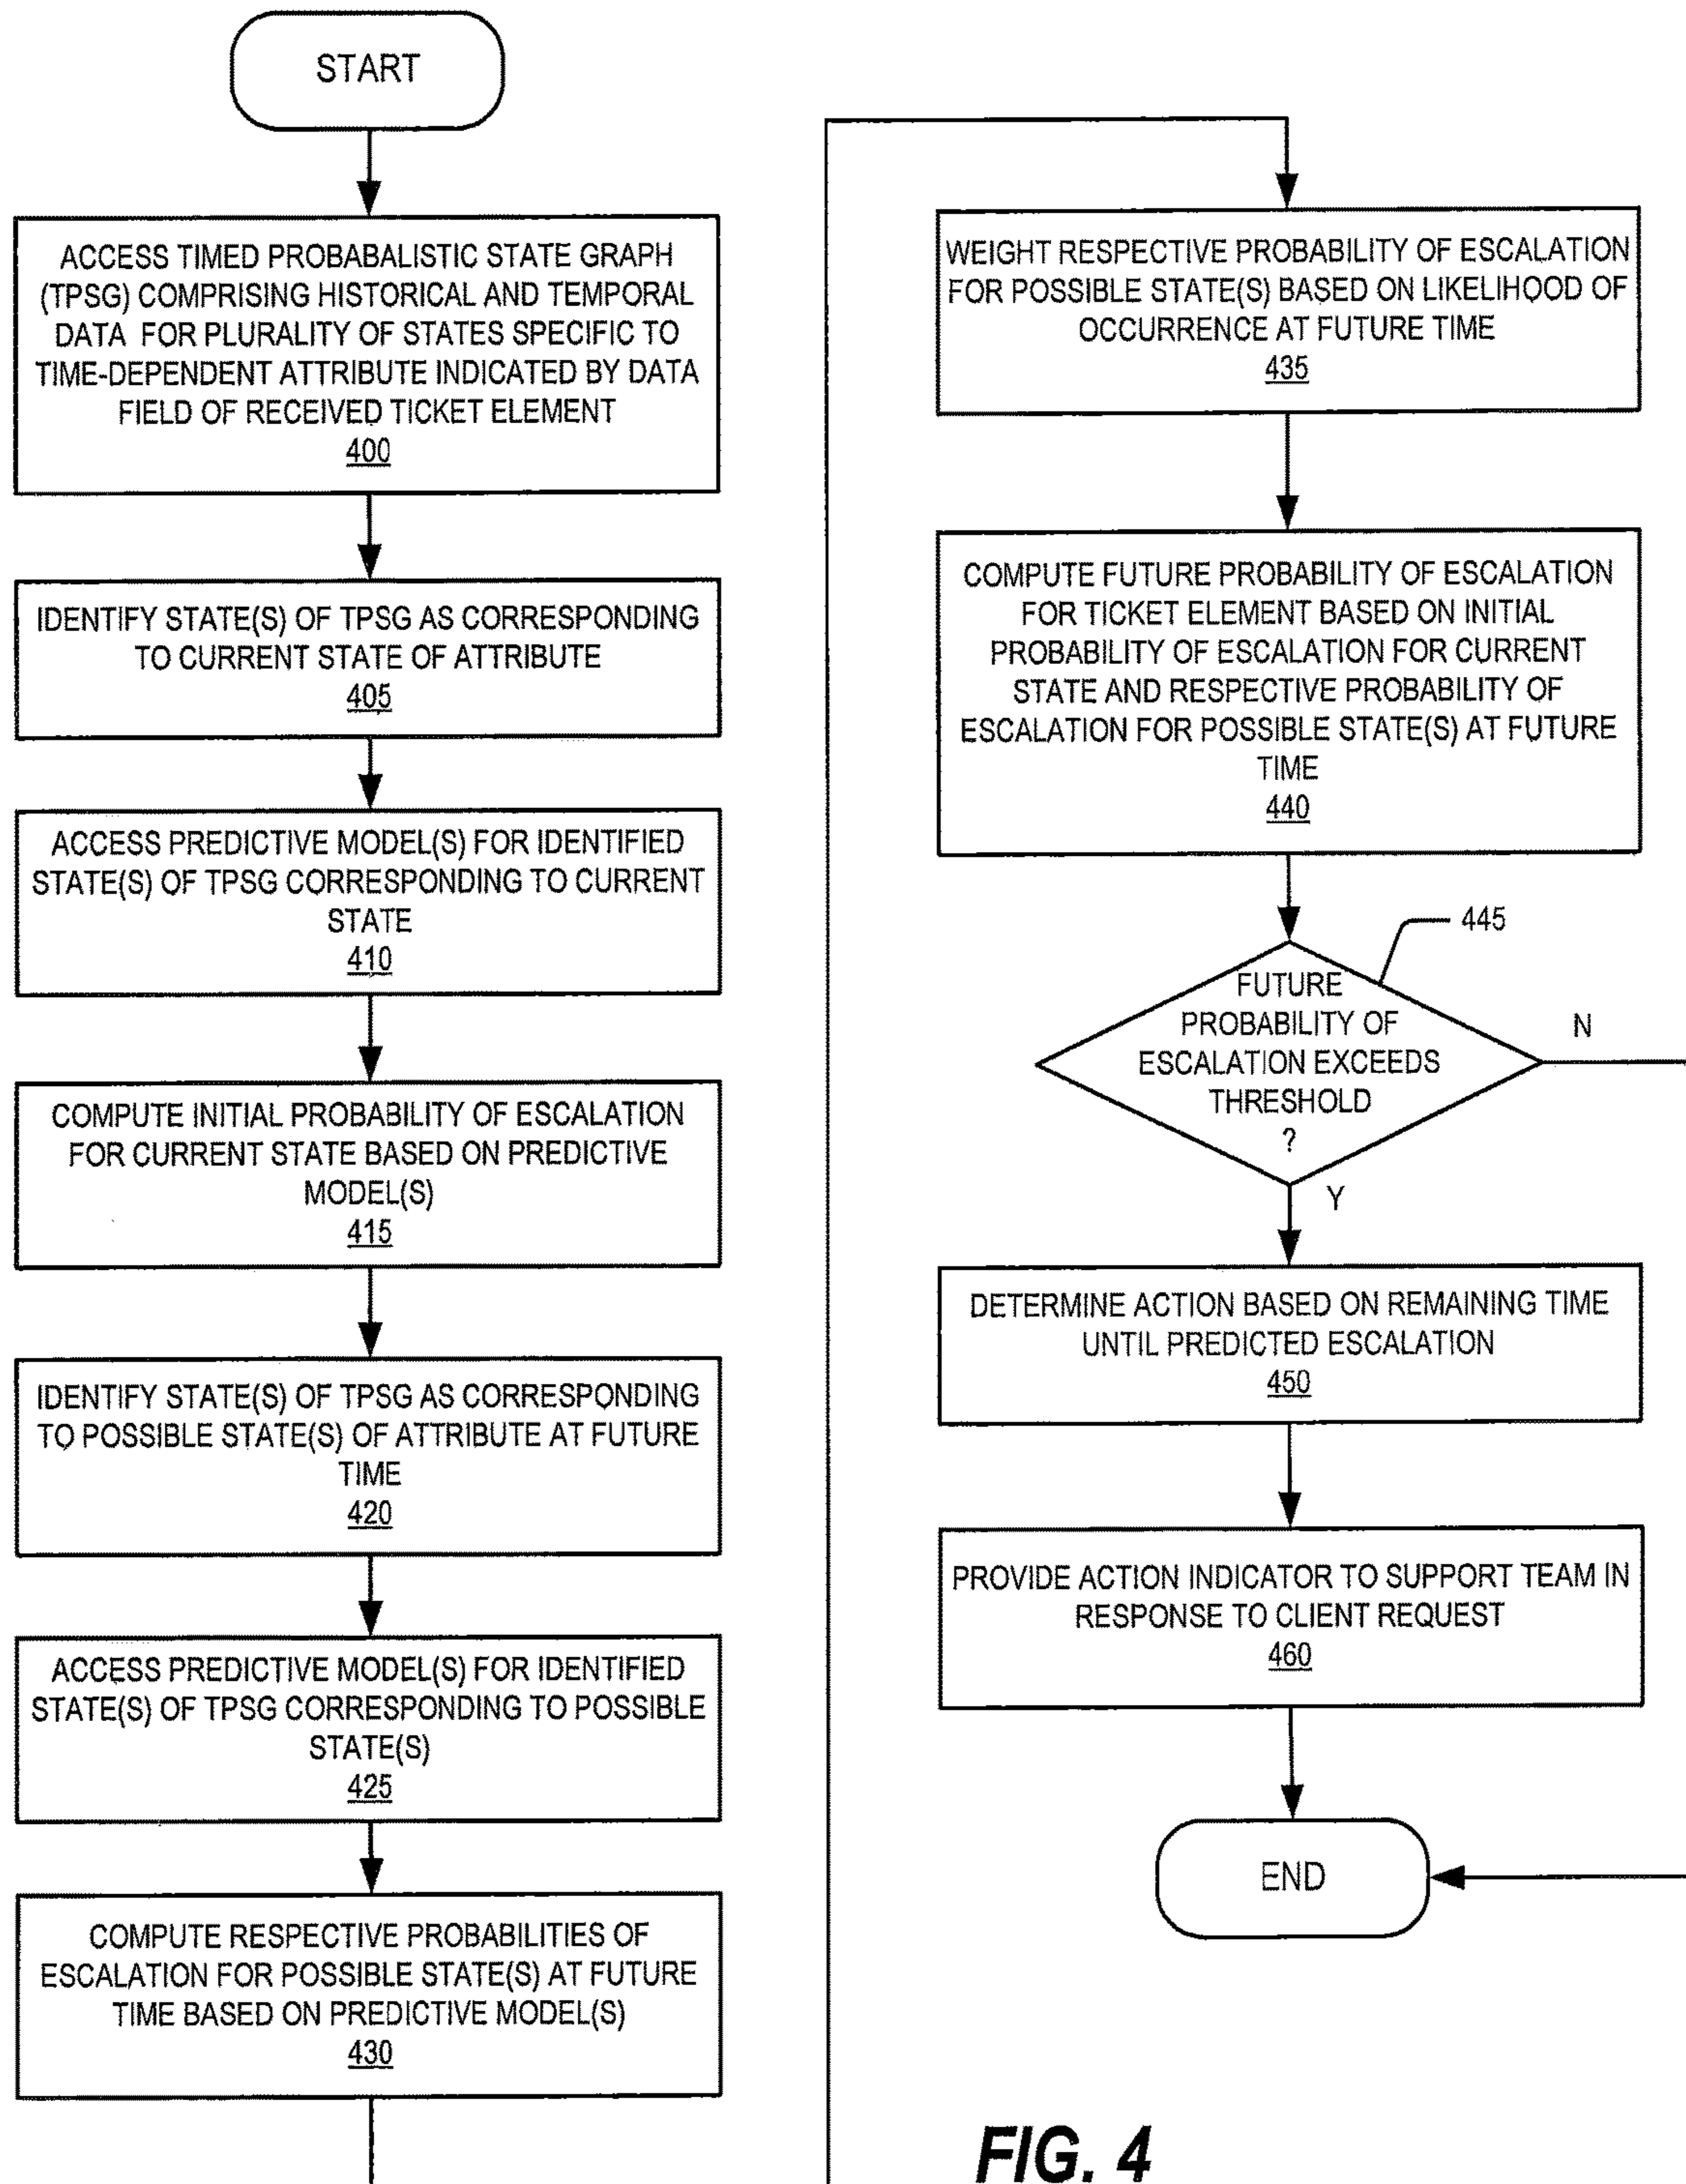 START
ACCESS TIMED PROBABALISTIC STATE GRAPH
(TPSG) COMPRISING HISTORICAL AND TEMPORAL
DATA FOR PLURALITY OF STATES SPECIFIC TO
TIME-DEPENDENT ATTRIBUTE INDICATED BY DATA
FIELD OF RECEIVED TICKET ELEMENT
400
IDENTIFY STATE(S) OF TPSG AS CORRESPONDING
TO CURRENT STATE OF ATTRIBUTE
405
ACCESS PREDICTIVE MODEL(S) FOR IDENTIFIED
STATE(S) OF TPSG CORRESPONDING TO CURRENT
STATE
410
COMPUTE INITIAL PROBABILITY OF ESCALATION
FOR CURRENT STATE BASED ON PREDICTIVE
MODEL(S)
415
IDENTIFY STATE(S) OF TPSG AS CORRESPONDING
TO POSSIBLE STATE(S) OF ATTRIBUTE AT FUTURE
TIME
420
ACCESS PREDICTIVE MODEL(S) FOR IDENTIFIED
STATE(S) OF TPSG CORRESPONDING TO POSSIBLE
STATE(S)
425
COMPUTE RESPECTIVE PROBABILITIES OF
ESCALATION FOR POSSIBLE STATE(S) AT FUTURE
TIME BASED ON PREDICTIVE MODEL(S)
430
WEIGHT RESPECTIVE PROBABILITY OF ESCALATION
FOR POSSIBLE STATE(S) BASED ON LIKELIHOOD OF
OCCURRENCE AT FUTURE TIME
435
COMPUTE FUTURE PROBABILITY OF ESCALATION
FOR TICKET ELEMENT BASED ON INITIAL
PROBABILITY OF ESCALATION FOR CURRENT
STATE AND RESPECTIVE PROBABILITY OF
ESCALATION FOR POSSIBLE STATE(S) AT FUTURE
TIME
440
445
FUTURE
PROBABILITY OF
ESCALATION EXCEEDS
THRESHOLD
?
N
Y
DETERMINE ACTION BASED ON REMAINING TIME
UNTIL PREDICTED ESCALATION
450
PROVIDE ACTION INDICATOR TO SUPPORT TEAM IN
RESPONSE TO CLIENT REQUEST
460
END
FIG. 4